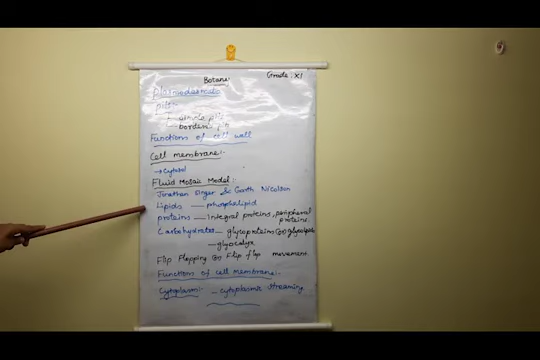 Botany
Grade : XI
Plasmodesmata
pits:-
simple pits
bordered pits
Functions of cell wall
Cell membrane:-
→ Cytosol
Fluid Mosaic Model :-
Jonathan Singer & Garth Nicolson
Lipids — phospholipid
proteins — integral proteins, peripheral
proteins.
Carbohydrates — glycoproteins (or) glycolipids
— glycocalyx
Flip Flopping (or) Flip flop movement
Functions of cell membrane:-
Cytoplasm:- - cytoplasmic streaming